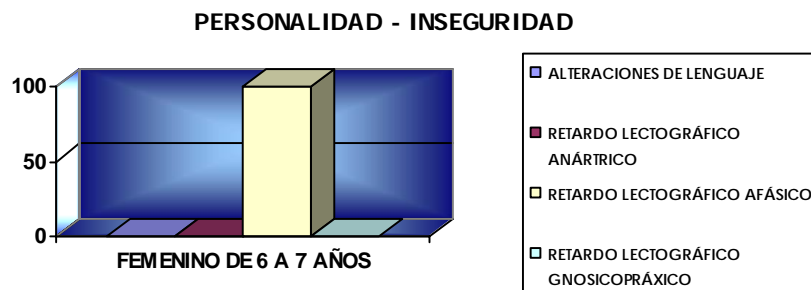 PERSONALIDAD - INSEGURIDAD
100
50
0
FEMENINO DE 6 A 7 AÑOS
ALTERACIONES DE LENGUAJE
RETARDO LECTOGRÁFICO
ANÁRTRICO
RETARDO LECTOGRÁFICO AFÁSICO
RETARDO LECTOGRÁFICO
GNOSICOPRÁXICO